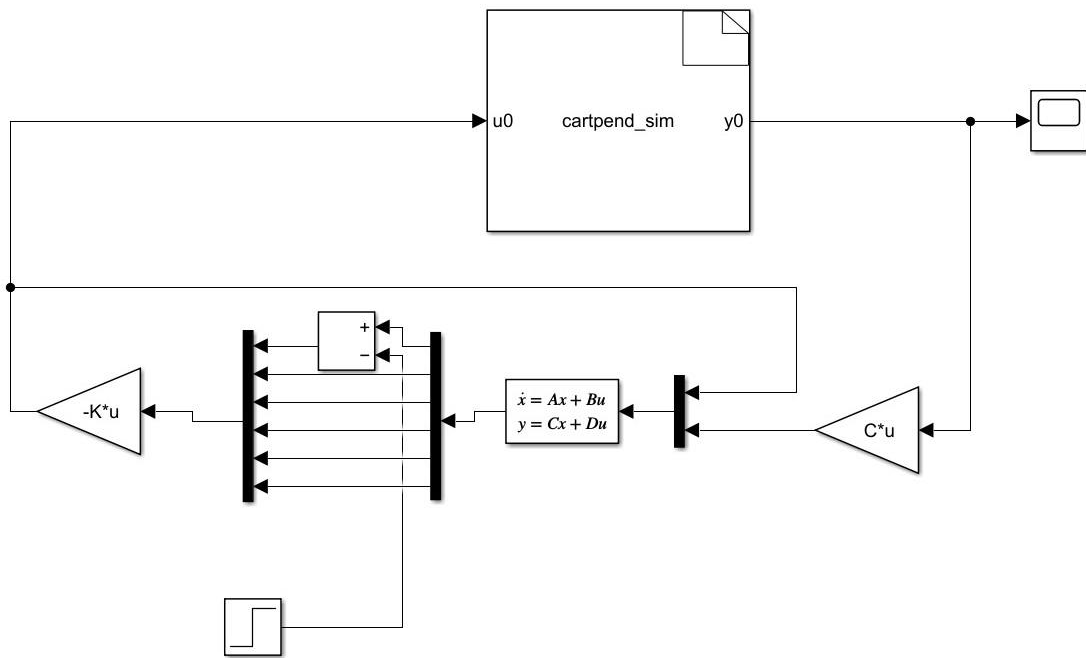 u0
cartpend_sim
y0
+
−
-K*u
ẋ = Ax + Bu
y = Cx + Du
C*u